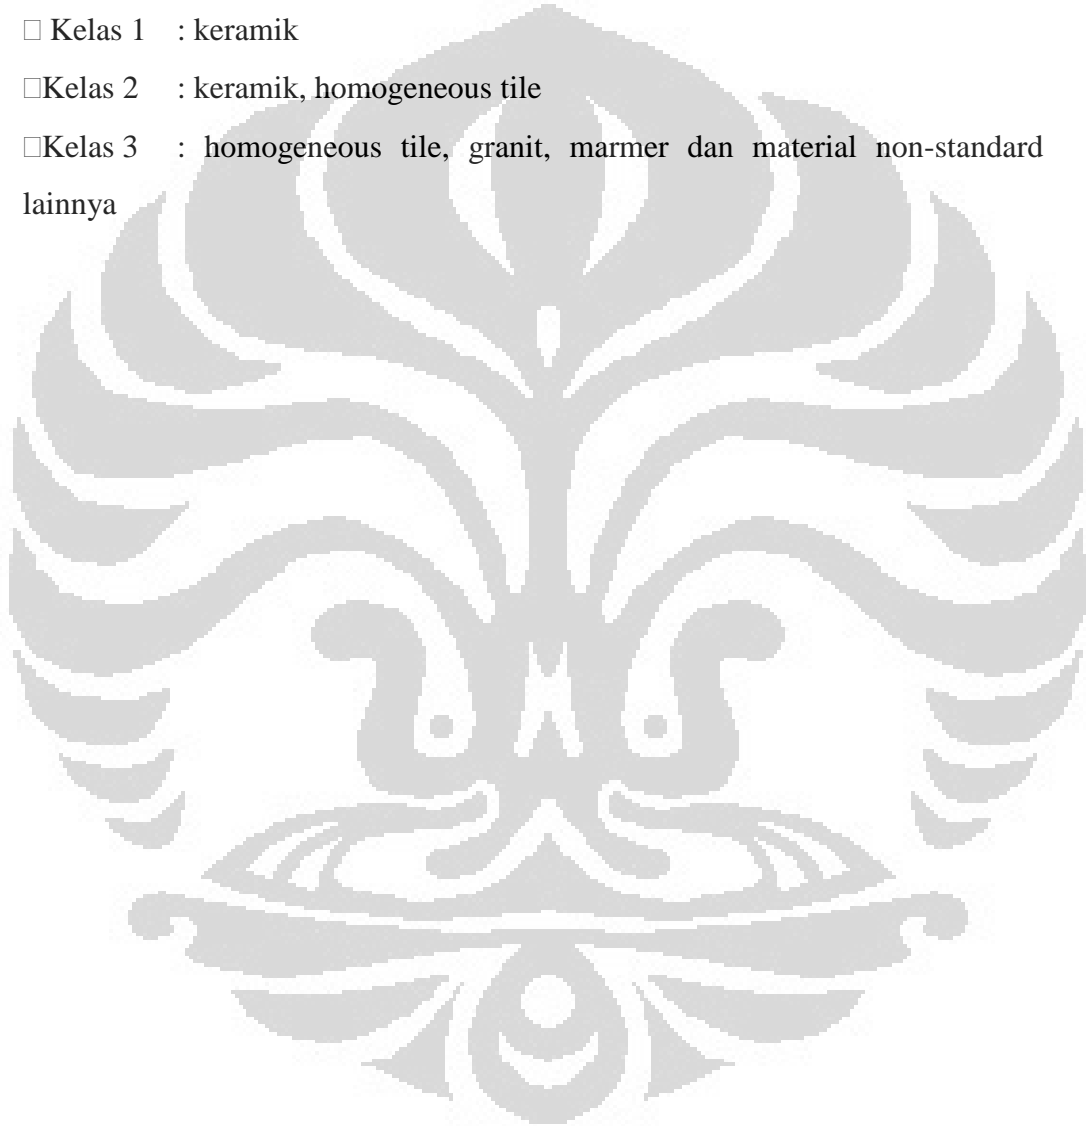 □ Kelas 1 : keramik
□Kelas 2 : keramik, homogeneous tile
□Kelas 3 : homogeneous tile, granit, marmer dan material non-standard
lainnya